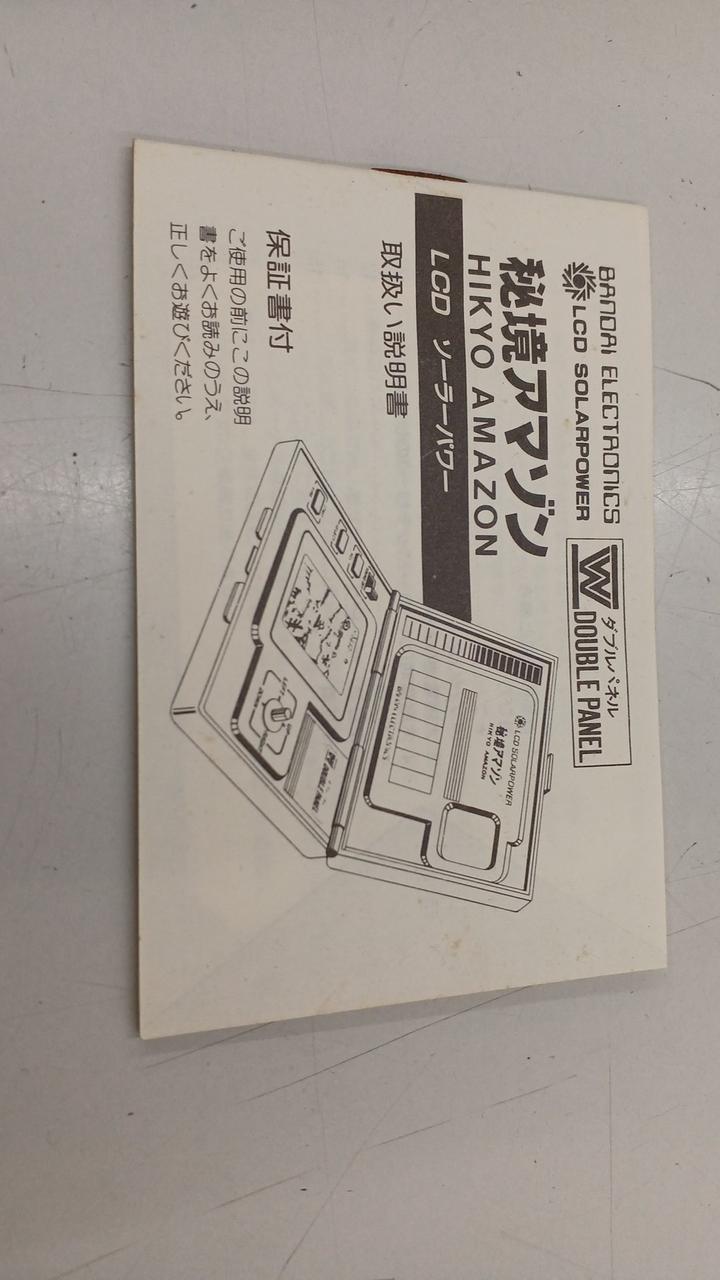 BANDAI ELECTRONICS
LCD SOLARPOWER
W ダブルパネル
DOUBLE PANEL
秘境アマゾン
HIKYO AMAZON
LCD ソーラーパワー
取扱い説明書
保証書付
ご使用の前にこの説明
書をよくお読みのうえ、
正しくお遊びください。
LCD SOLARPOWER
秘境アマゾン
HIKYO AMAZON
BANDAI ELECTRONICS
DOUBLE PANEL